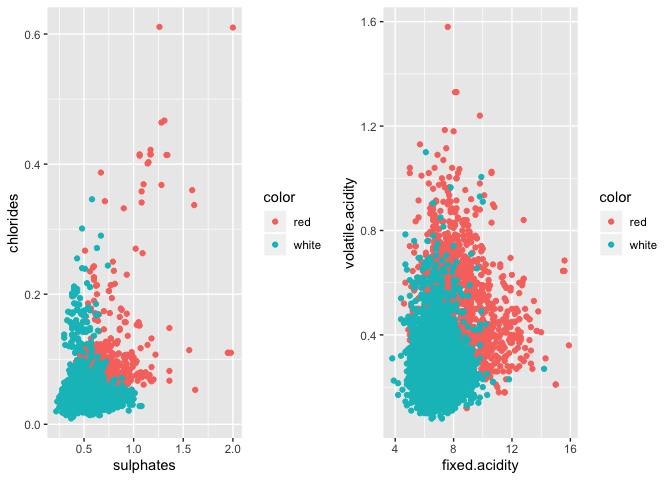 0.6
0.4
0.2
0.0
chlorides
0.5 1.0 1.5 2.0
sulphates
color
red
white
1.6
1.2
0.8
0.4
volatile.acidity
4 8 12 16
fixed.acidity
color
red
white